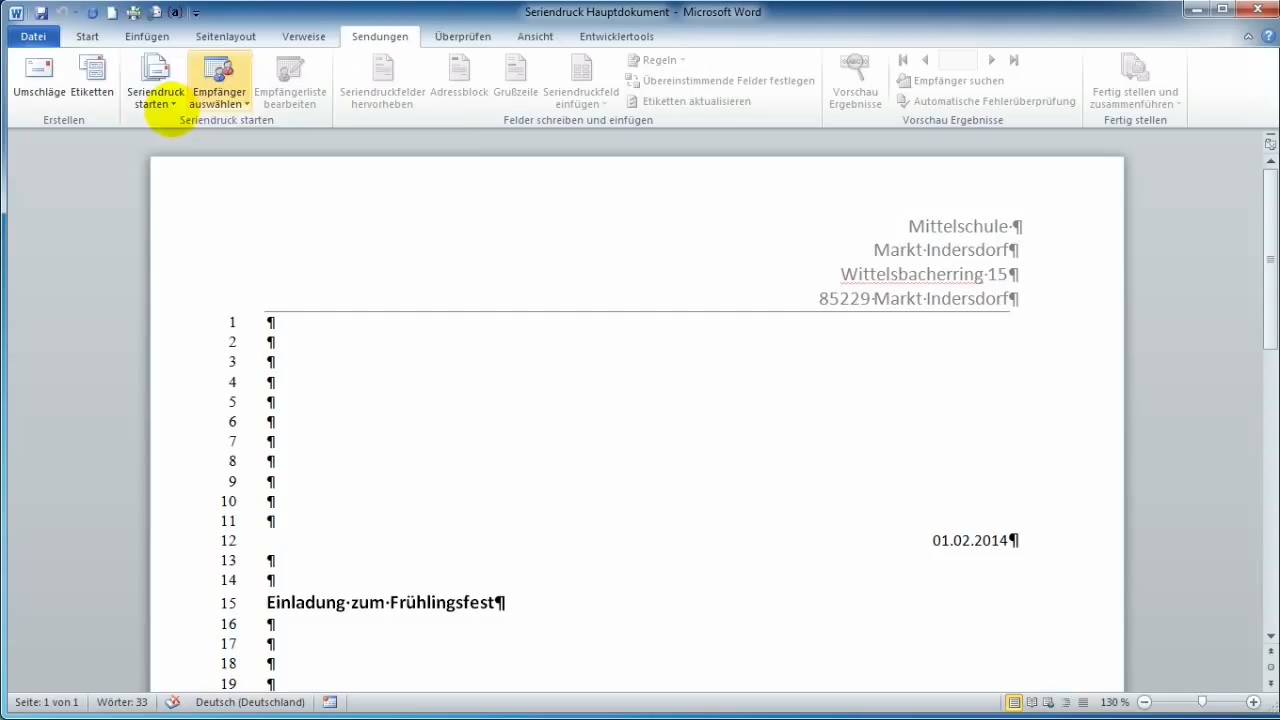 Seriendruck Hauptdokument - Microsoft Word
Datei Start Einfügen Seitenlayout Verweise Sendungen Überprüfen Ansicht Entwicklertools
Umschläge Etiketten
Erstellen
Seriendruck starten
Empfänger auswählen
Empfängerliste bearbeiten
Seriendruck starten
Seriendruckfelder hervorheben
Adressblock
Grußzeile
Seriendruckfeld einfügen
Regeln
Übereinstimmende Felder festlegen
Etiketten aktualisieren
Felder schreiben und einfügen
Vorschau Ergebnisse
Empfänger suchen
Automatische Fehlerüberprüfung
Vorschau Ergebnisse
Fertig stellen und zusammenführen
Fertig stellen
Mittelschule·¶
Markt·Indersdorf¶
Wittelsbacherring·15¶
85229·Markt·Indersdorf¶
1 ¶
2 ¶
3 ¶
4 ¶
5 ¶
6 ¶
7 ¶
8 ¶
9 ¶
10 ¶
11 ¶
12 01.02.2014¶
13 ¶
14 ¶
15 Einladung·zum·Frühlingsfest¶
16 ¶
17 ¶
18 ¶
19 ¶
Seite: 1 von 1 Wörter: 33 Deutsch (Deutschland) 130 %